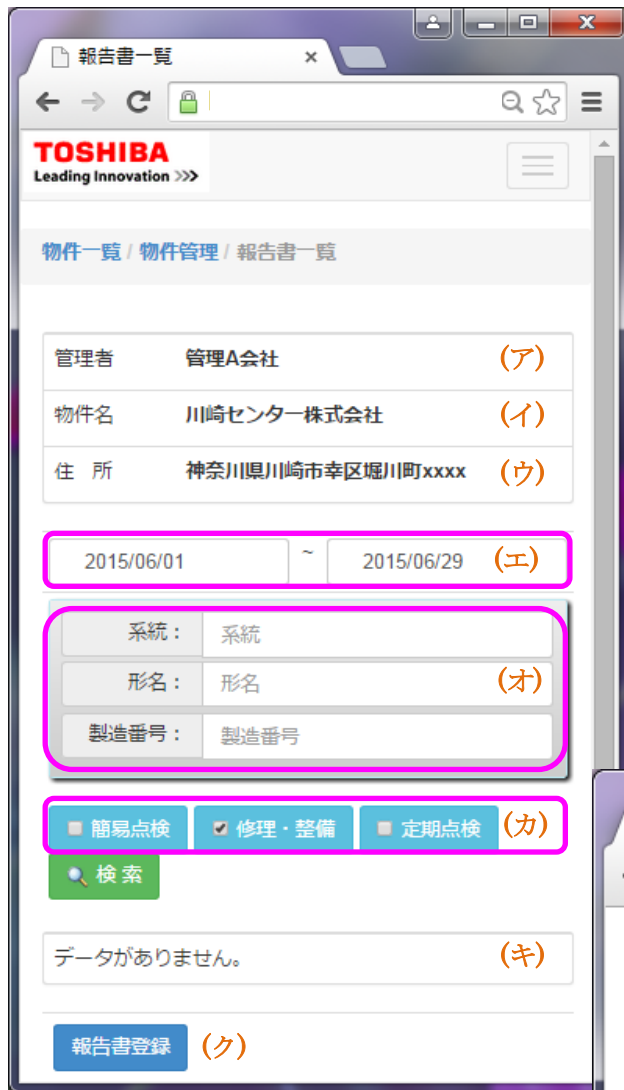 報告書一覧
TOSHIBA
Leading Innovation >>>
物件一覧 / 物件管理 / 報告書一覧
管理者 管理A会社 (ア)
物件名 川崎センター株式会社 (イ)
住 所 神奈川県川崎市幸区堀川町xxxx (ウ)
2015/06/01 ~ 2015/06/29 (エ)
系統： 系統
形名： 形名 (オ)
製造番号： 製造番号
簡易点検 修理・整備 定期点検 (カ)
検 索
データがありません。 (キ)
報告書登録 (ク)